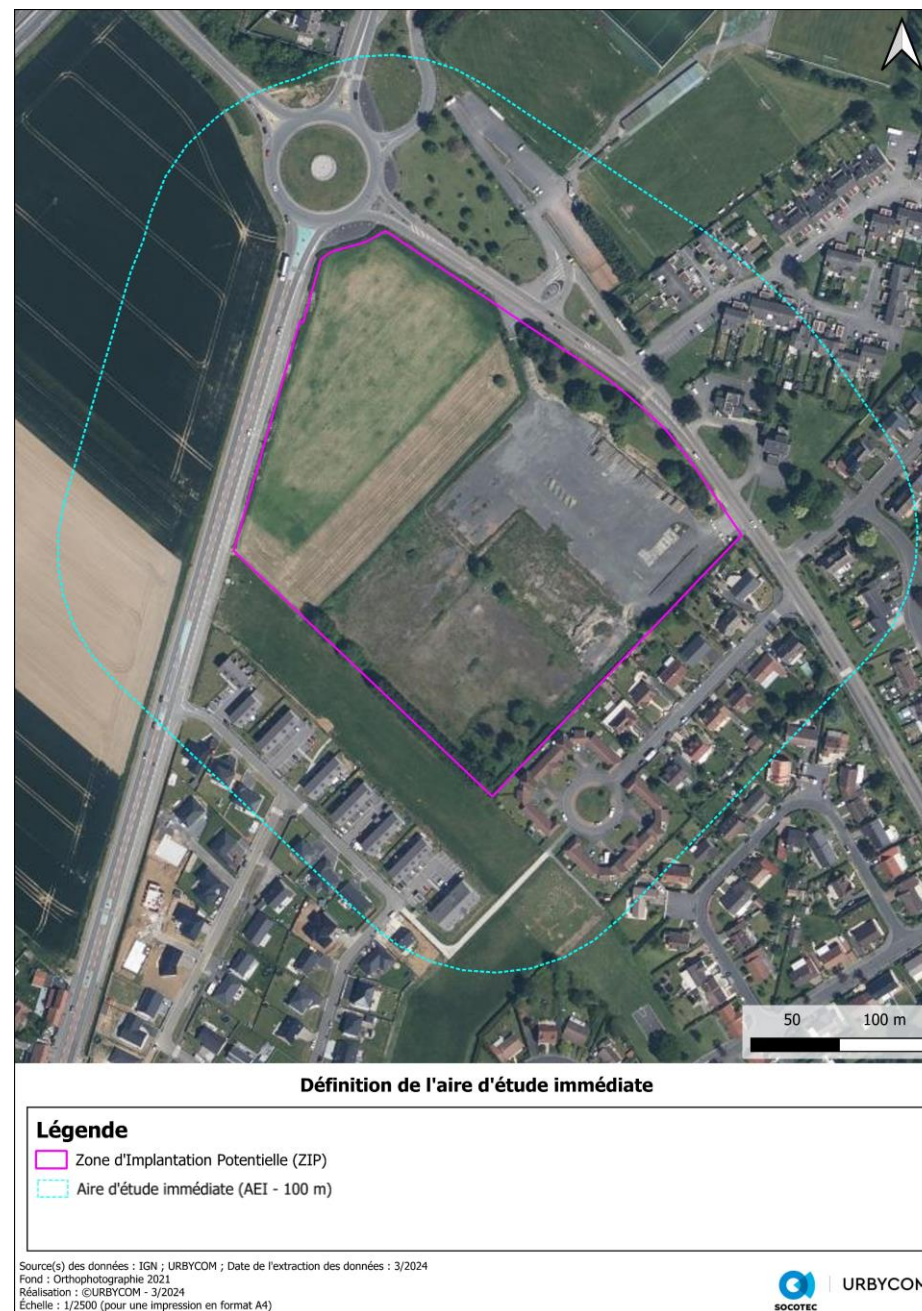 50 100 m
Définition de l'aire d'étude immédiate
Légende
Zone d'Implantation Potentielle (ZIP)
Aire d'étude immédiate (AEI - 100 m)
Source(s) des données : IGN ; URBYCOM ; Date de l'extraction des données : 3/2024
Fond : Orthophotographie 2021
Réalisation : ©URBYCOM - 3/2024
Échelle : 1/2500 (pour une impression en format A4)
SOCOTEC
URBYCOM